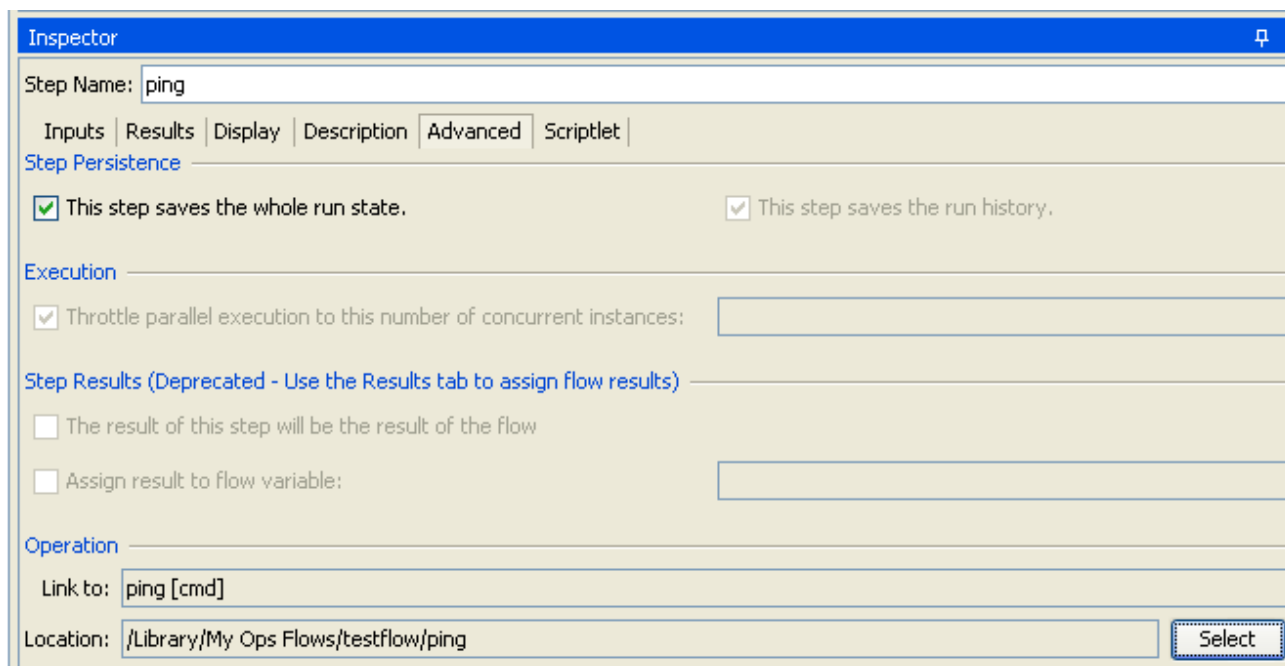 Inspector
Step Name: ping
Inputs Results Display Description Advanced Scriptlet
Step Persistence
This step saves the whole run state. This step saves the run history.
Execution
Throttle parallel execution to this number of concurrent instances:
Step Results (Deprecated - Use the Results tab to assign flow results)
The result of this step will be the result of the flow
Assign result to flow variable:
Operation
Link to: ping [cmd]
Location: /Library/My Ops Flows/testflow/ping Select